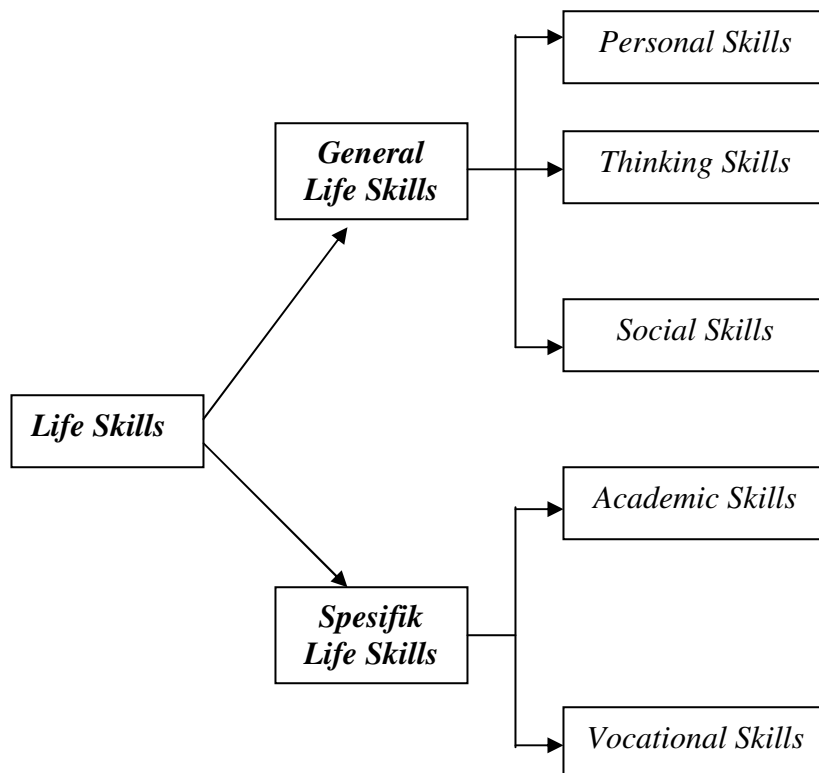 Personal Skills
General
Life Skills
Thinking Skills
Social Skills
Life Skills
Academic Skills
Spesifik
Life Skills
Vocational Skills